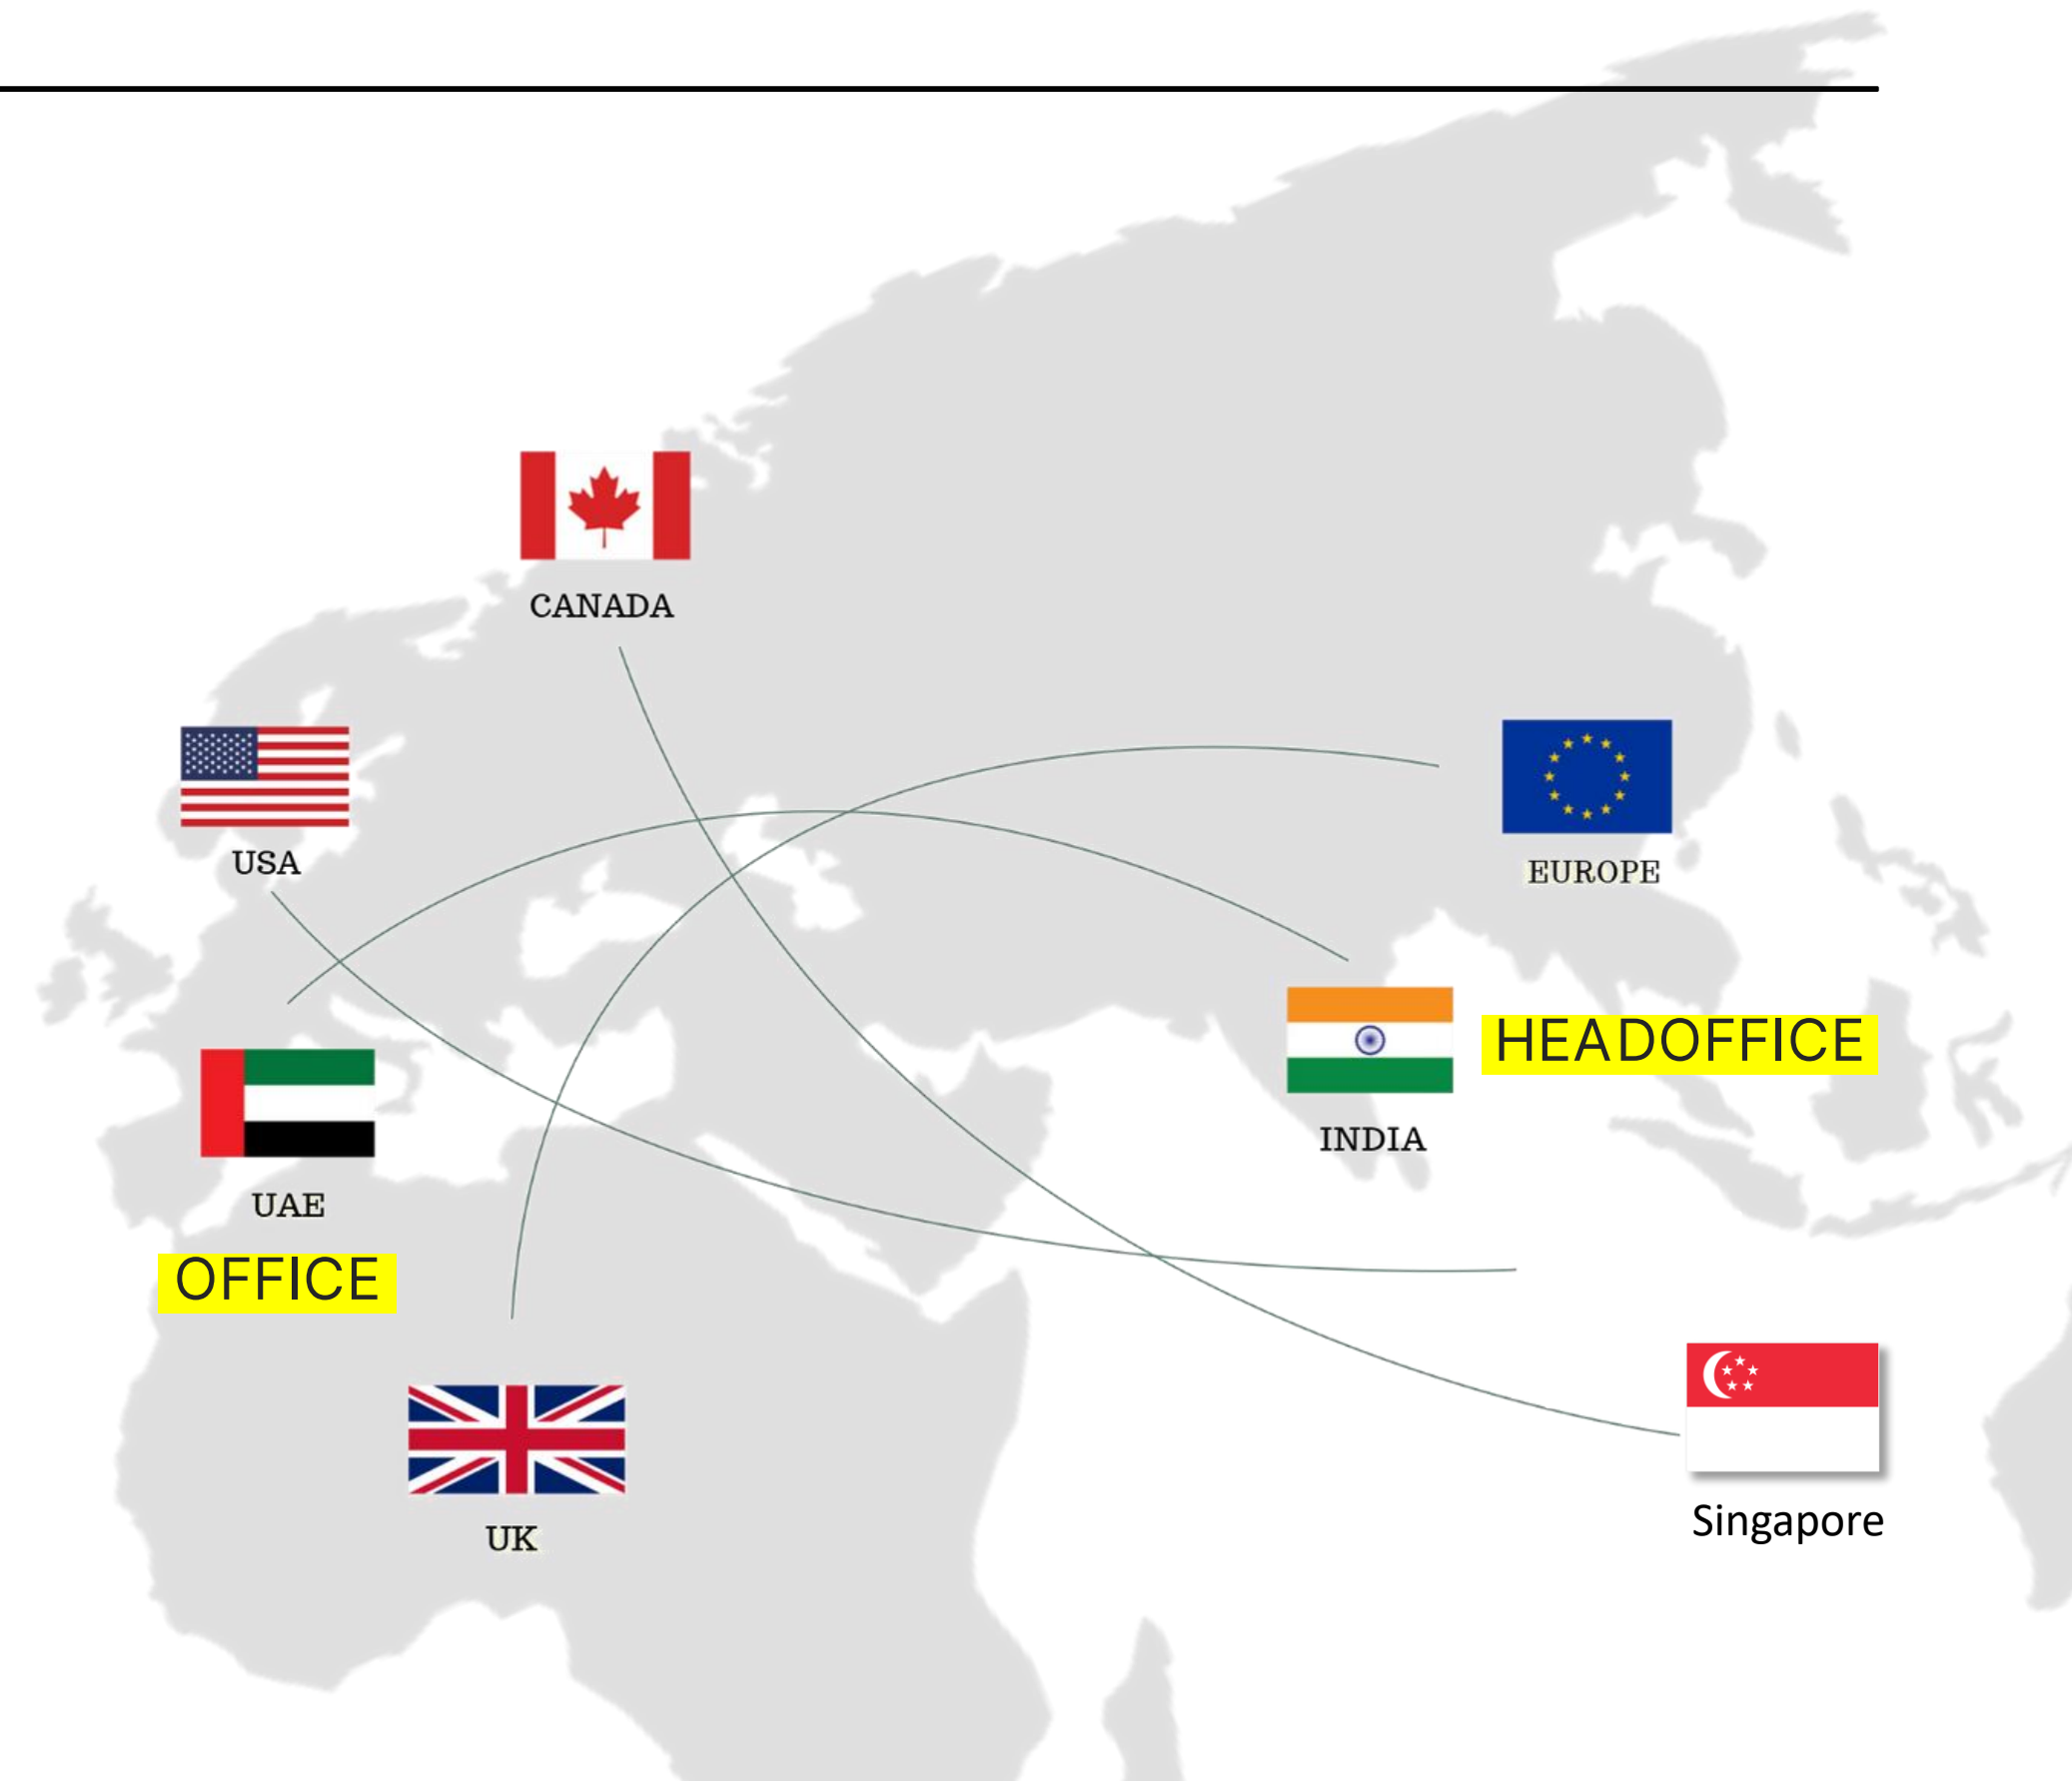 CANADA
USA
EUROPE
HEADOFFICE
INDIA
UAE
OFFICE
UK
Singapore